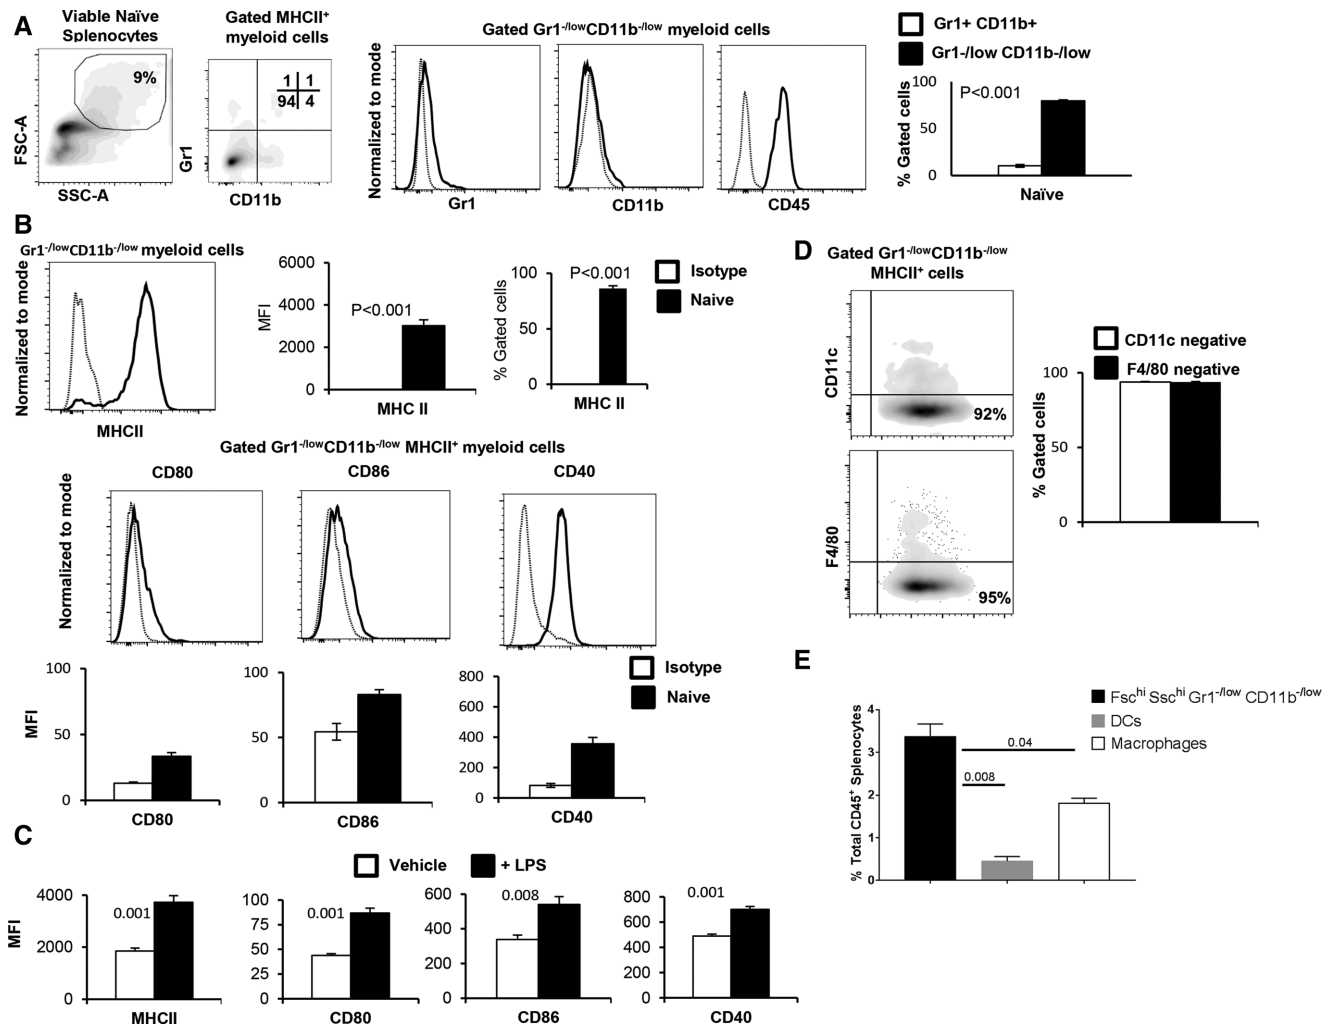 A
Viable Naïve
Splenocytes
9%
FSC-A
SSC-A
Gated MHCII⁺
myeloid cells
1 1
94 4
Gr1
CD11b
Gated Gr1⁻/ˡᵒʷCD11b⁻/ˡᵒʷ myeloid cells
Normalized to mode
Gr1
CD11b
CD45
Gr1+ CD11b+
Gr1-/low CD11b-/low
% Gated cells
100
50
0
P<0.001
Naïve
B
Gr1⁻/ˡᵒʷCD11b⁻/ˡᵒʷ myeloid cells
Normalized to mode
MHCII
MFI
6000
4000
2000
0
P<0.001
MHC II
% Gated cells
100
50
0
P<0.001
MHC II
Isotype
Naive
Gated Gr1⁻/ˡᵒʷCD11b⁻/ˡᵒʷ MHCII⁺ myeloid cells
CD80
CD86
CD40
Normalized to mode
MFI
100
50
0
CD80
100
50
0
CD86
800
400
200
0
CD40
Isotype
Naive
C
Vehicle
+ LPS
MFI
4000
2000
0
0.001
MHCII
100
75
50
25
0
0.001
CD80
600
400
200
0
0.008
CD86
800
600
400
200
0
0.001
CD40
D
Gated Gr1⁻/ˡᵒʷCD11b⁻/ˡᵒʷ
MHCII⁺ cells
CD11c
92%
F4/80
95%
CD11c negative
F4/80 negative
% Gated cells
100
50
0
E
Fscʰⁱ Sscʰⁱ Gr1⁻/ˡᵒʷ CD11b⁻/ˡᵒʷ
DCs
Macrophages
% Total CD45⁺ Splenocytes
4
3
2
1
0
0.04
0.008